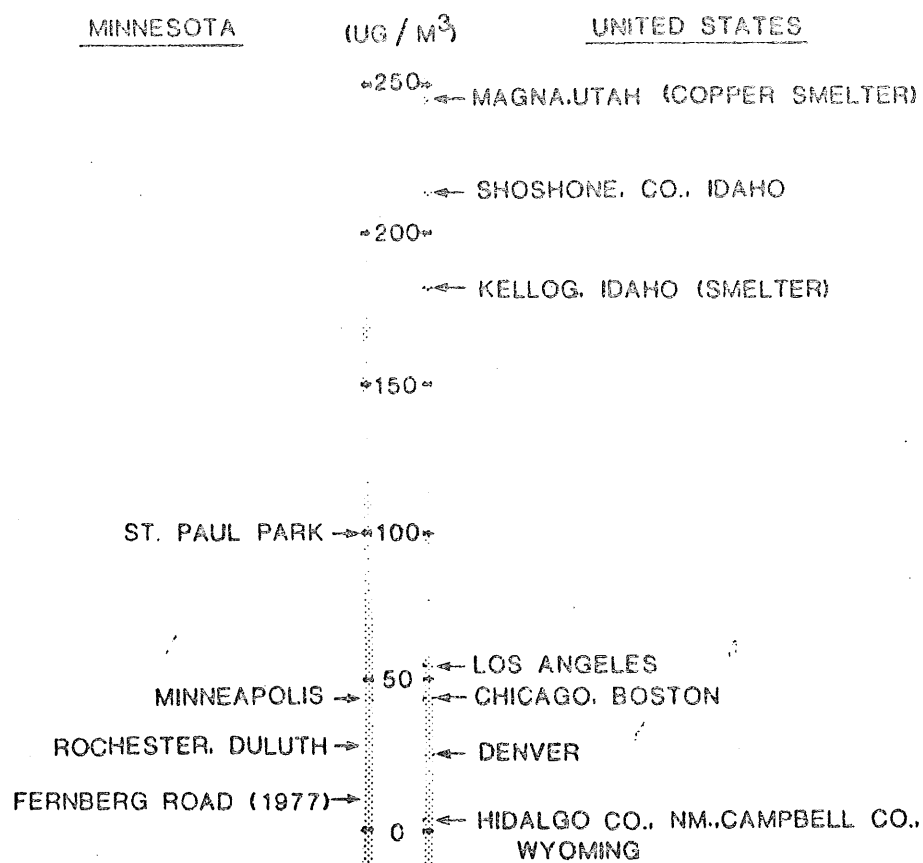 MINNESOTA (UG/M³) UNITED STATES
250
MAGNA.UTAH (COPPER SMELTER)
SHOSHONE. CO., IDAHO
200
KELLOG, IDAHO (SMELTER)
150
ST. PAUL PARK 100
LOS ANGELES
50
MINNEAPOLIS CHICAGO, BOSTON
ROCHESTER, DULUTH DENVER
FERNBERG ROAD (1977)
0 HIDALGO CO., NM.,CAMPBELL CO.,
WYOMING